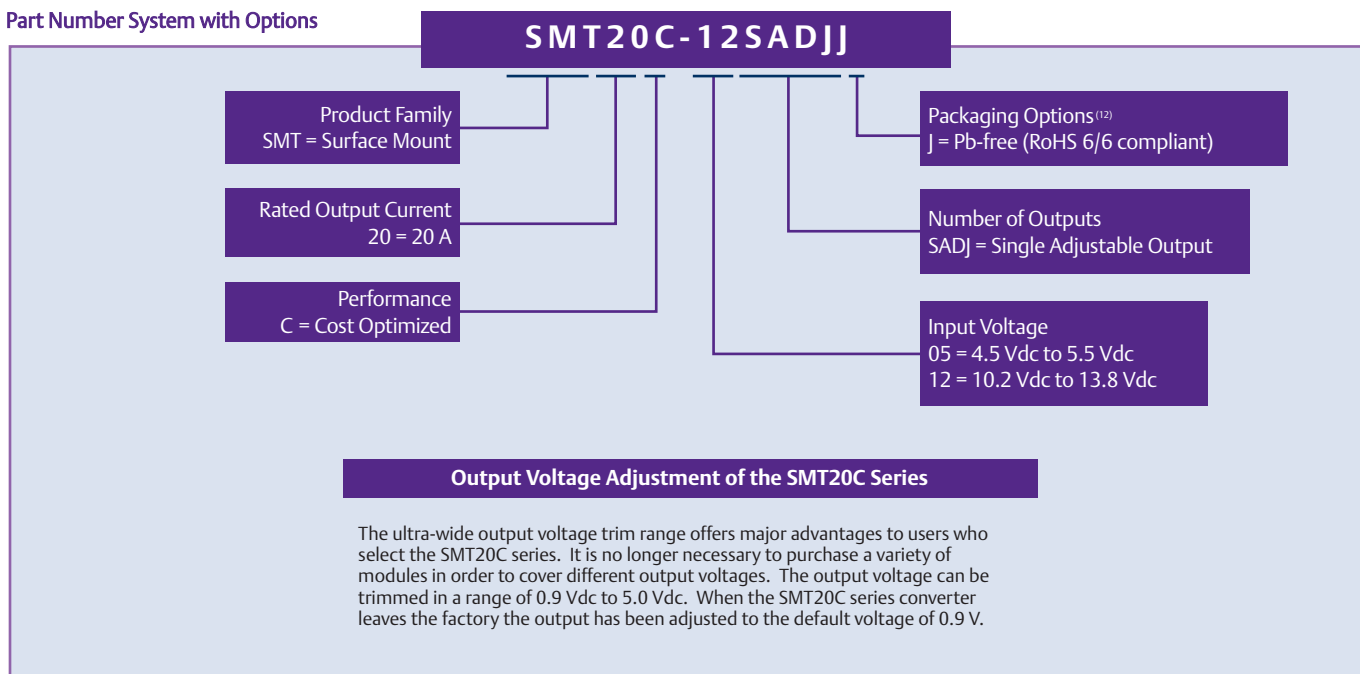 Part Number System with Options
SMT20C-12SADJJ
Product Family
SMT = Surface Mount
Rated Output Current
20 = 20 A
Performance
C = Cost Optimized
Packaging Options (12)
J = Pb-free (RoHS 6/6 compliant)
Number of Outputs
SADJ = Single Adjustable Output
Input Voltage
05 = 4.5 Vdc to 5.5 Vdc
12 = 10.2 Vdc to 13.8 Vdc
Output Voltage Adjustment of the SMT20C Series
The ultra-wide output voltage trim range offers major advantages to users who
select the SMT20C series. It is no longer necessary to purchase a variety of
modules in order to cover different output voltages. The output voltage can be
trimmed in a range of 0.9 Vdc to 5.0 Vdc. When the SMT20C series converter
leaves the factory the output has been adjusted to the default voltage of 0.9 V.